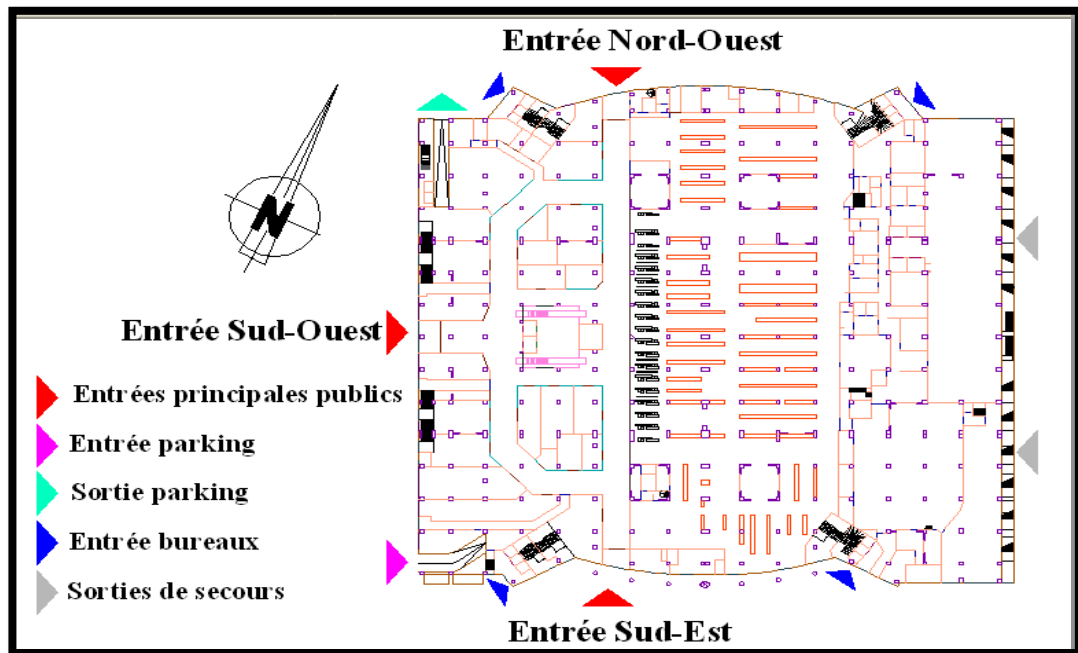 Entrée Nord-Ouest
N
Entrée Sud-Ouest
Entrées principales publics
Entrée parking
Sortie parking
Entrée bureaux
Sorties de secours
Entrée Sud-Est